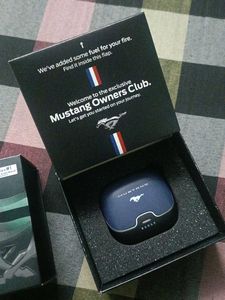 We've added some fuel for your fire.
Find it inside this flap.
Welcome to the exclusive
Mustang Owners Club.
Let's get you started on your journey.
MUSTANG